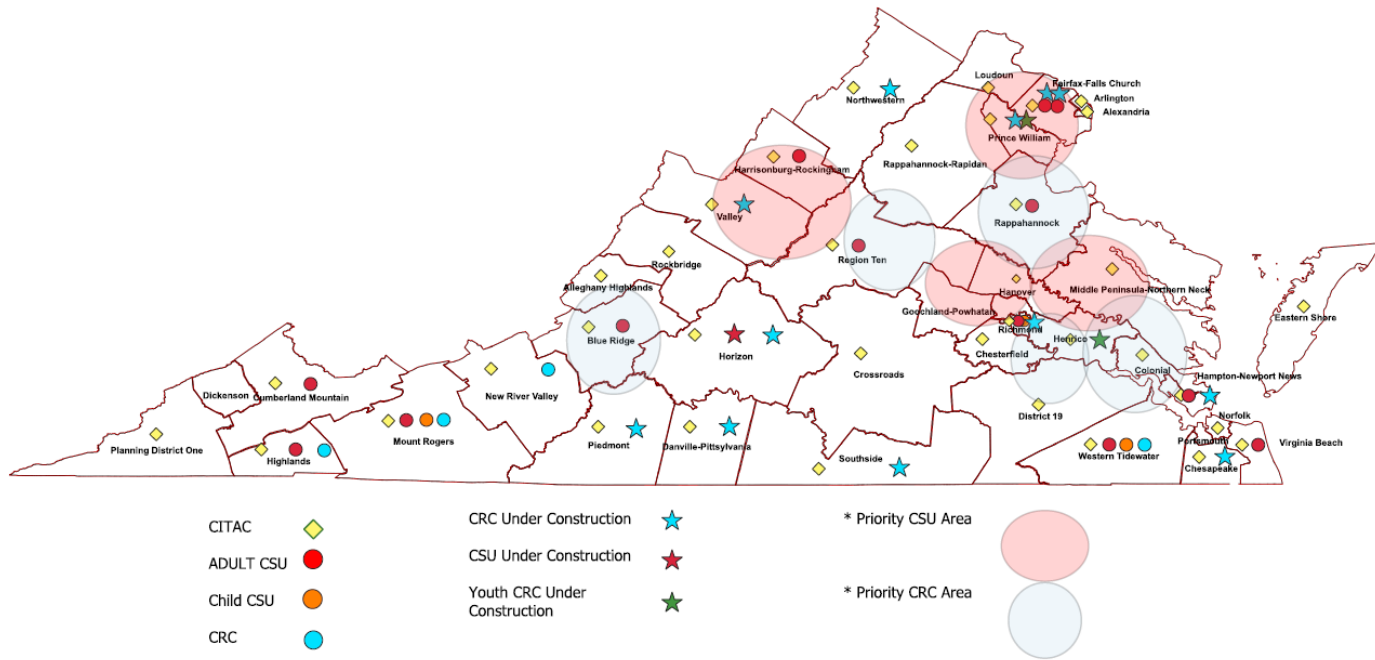 Loudoun
Fairfax-Falls Church
Northwestern
Arlington
Alexandria
Prince William
Rappahannock-Rapidan
Harrisonburg-Rockingham
Valley
Rappahannock
Region Ten
Rockbridge
Alleghany Highlands
Hanover
Middle Peninsula-Northern Neck
Goochland-Powhatan
Eastern Shore
Richmond
Blue Ridge
Horizon
Chesterfield
Henrico
Colonial
Crossroads
Hampton-Newport News
Dickenson
Cumberland Mountain
New River Valley
District 19
Norfolk
Planning District One
Mount Rogers
Piedmont
Danville-Pittsylvania
Portsmouth
Virginia Beach
Highlands
Southside
Western Tidewater
Chesapeake
CITAC
CRC Under Construction
* Priority CSU Area
ADULT CSU
CSU Under Construction
Child CSU
Youth CRC Under
Construction
* Priority CRC Area
CRC